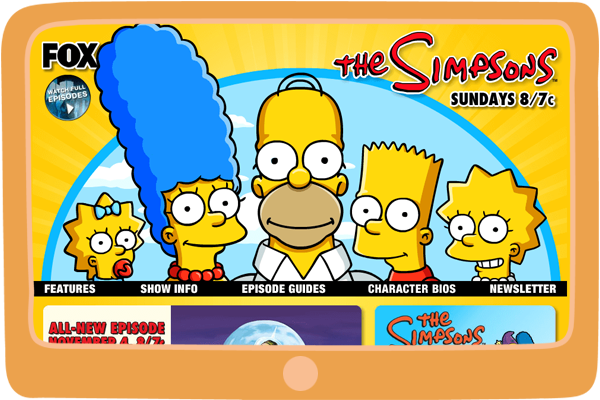 FOX
WATCH FULL
EPISODES
THE SIMPSONS
SUNDAYS 8/7c
FEATURES SHOW INFO EPISODE GUIDES CHARACTER BIOS NEWSLETTER
ALL-NEW EPISODE
NOVEMBER 4, 8/7c
THE
SIMPSONS